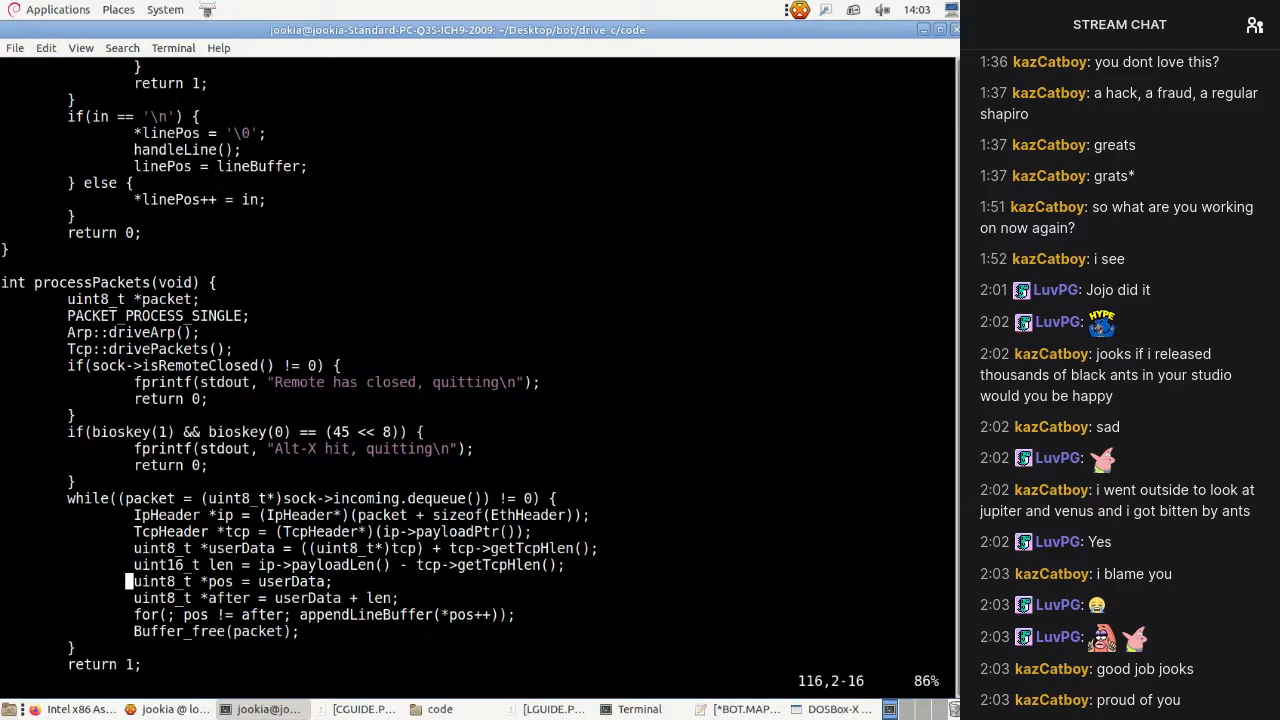 Applications Places System 14:03
jookia@jookia-Standard-PC-Q35-ICH9-2009: ~/Desktop/bot/drive_c/code
File Edit View Search Terminal Help
}
return 1;
}
if(in == '\n') {
*linePos = '\0';
handleLine();
linePos = lineBuffer;
} else {
*linePos++ = in;
}
return 0;
}
int processPackets(void) {
uint8_t *packet;
PACKET_PROCESS_SINGLE;
Arp::driveArp();
Tcp::drivePackets();
if(sock->isRemoteClosed() != 0) {
fprintf(stdout, "Remote has closed, quitting\n");
return 0;
}
if(bioskey(1) && bioskey(0) == (45 << 8)) {
fprintf(stdout, "Alt-X hit, quitting\n");
return 0;
}
while((packet = (uint8_t*)sock->incoming.dequeue()) != 0) {
IpHeader *ip = (IpHeader*)(packet + sizeof(EthHeader));
TcpHeader *tcp = (TcpHeader*)(ip->payloadPtr());
uint8_t *userData = ((uint8_t*)tcp) + tcp->getTcpHlen();
uint16_t len = ip->payloadLen() - tcp->getTcpHlen();
uint8_t *pos = userData;
uint8_t *after = userData + len;
for(; pos != after; appendLineBuffer(*pos++));
Buffer_free(packet);
}
return 1;
116,2-16 86%
Intel x86 As... jookia @ lo... jookia@jo... [GUIDE.P... code [LGUIDE.P... Terminal [*BOT.MAP... DOSBox-X ...
STREAM CHAT
1:36 kazCatboy: you dont love this?
1:37 kazCatboy: a hack, a fraud, a regular
shapiro
1:37 kazCatboy: greats
1:37 kazCatboy: grats*
1:51 kazCatboy: so what are you working
on now again?
1:52 kazCatboy: i see
2:01 LuvPG: Jojo did it
2:02 LuvPG: HYPE
2:02 kazCatboy: jooks if i released
thousands of black ants in your studio
would you be happy
2:02 kazCatboy: sad
2:02 LuvPG:
2:02 kazCatboy: i went outside to look at
jupiter and venus and i got bitten by ants
2:02 LuvPG: Yes
2:03 kazCatboy: i blame you
2:03 LuvPG: 😂
2:03 LuvPG:
2:03 kazCatboy: good job jooks
2:03 kazCatboy: proud of you